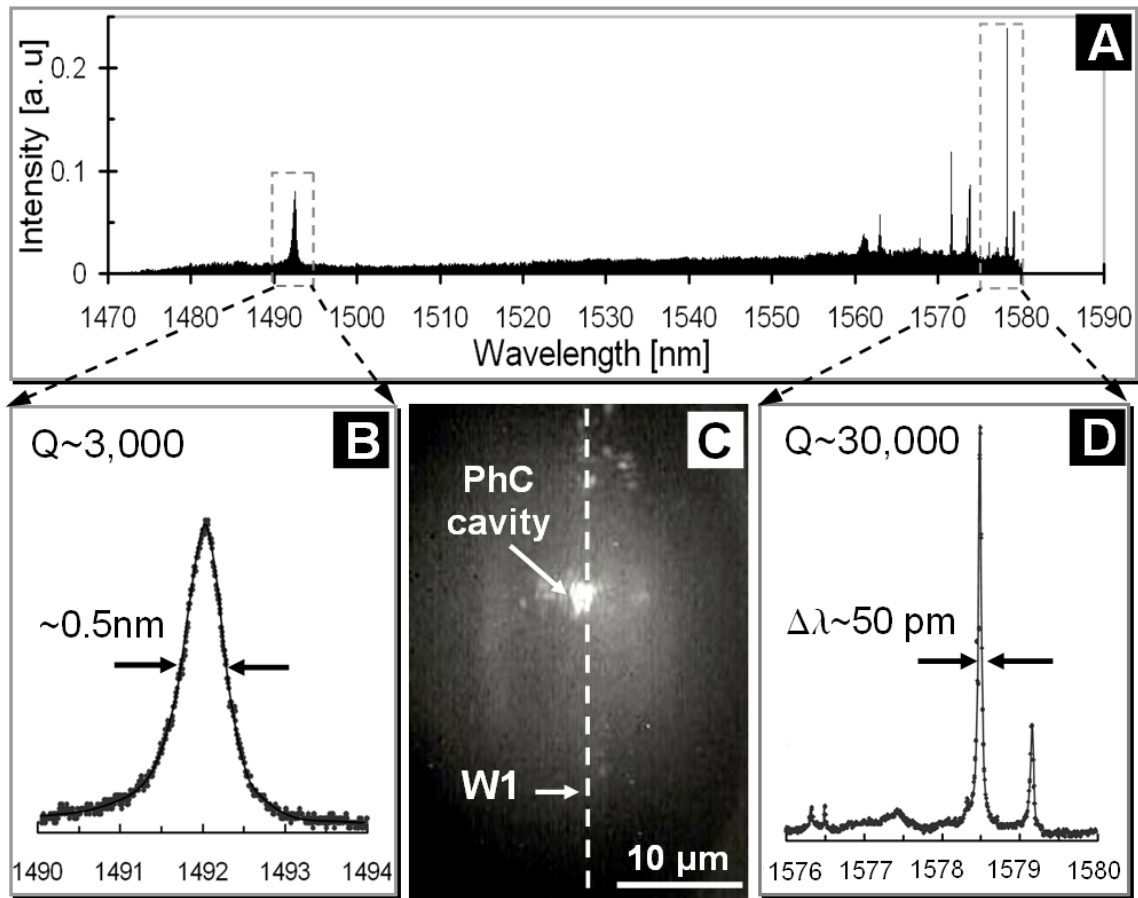 A
Intensity [a. u]
0.2
0.1
0
1470 1480 1490 1500 1510 1520 1530 1540 1550 1560 1570 1580 1590
Wavelength [nm]
B
Q~3,000
~0.5nm
1490 1491 1492 1493 1494
C
PhC
cavity
W1
10 µm
D
Q~30,000
Δλ~50 pm
1576 1577 1578 1579 1580